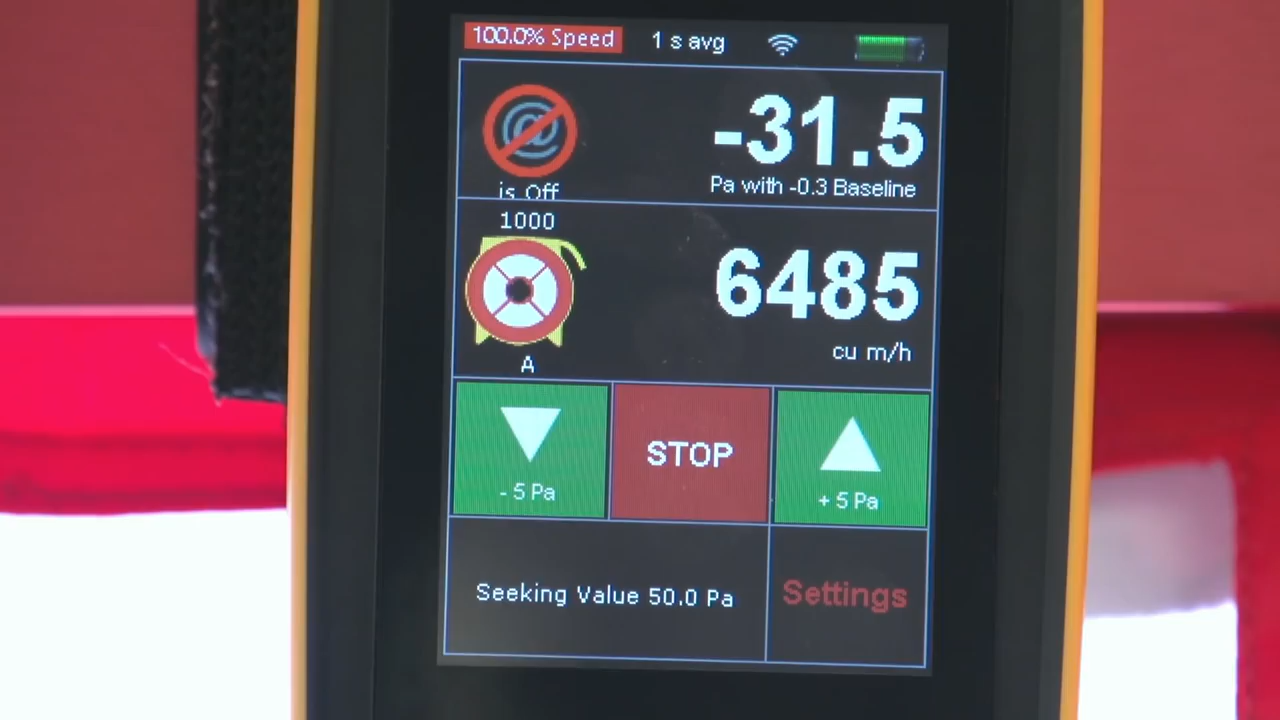 100.0% Speed 1 s avg
@
-31.5
is Off
Pa with -0.3 Baseline
1000
6485
cu m/h
A
STOP
- 5 Pa
+ 5 Pa
Seeking Value 50.0 Pa
Settings